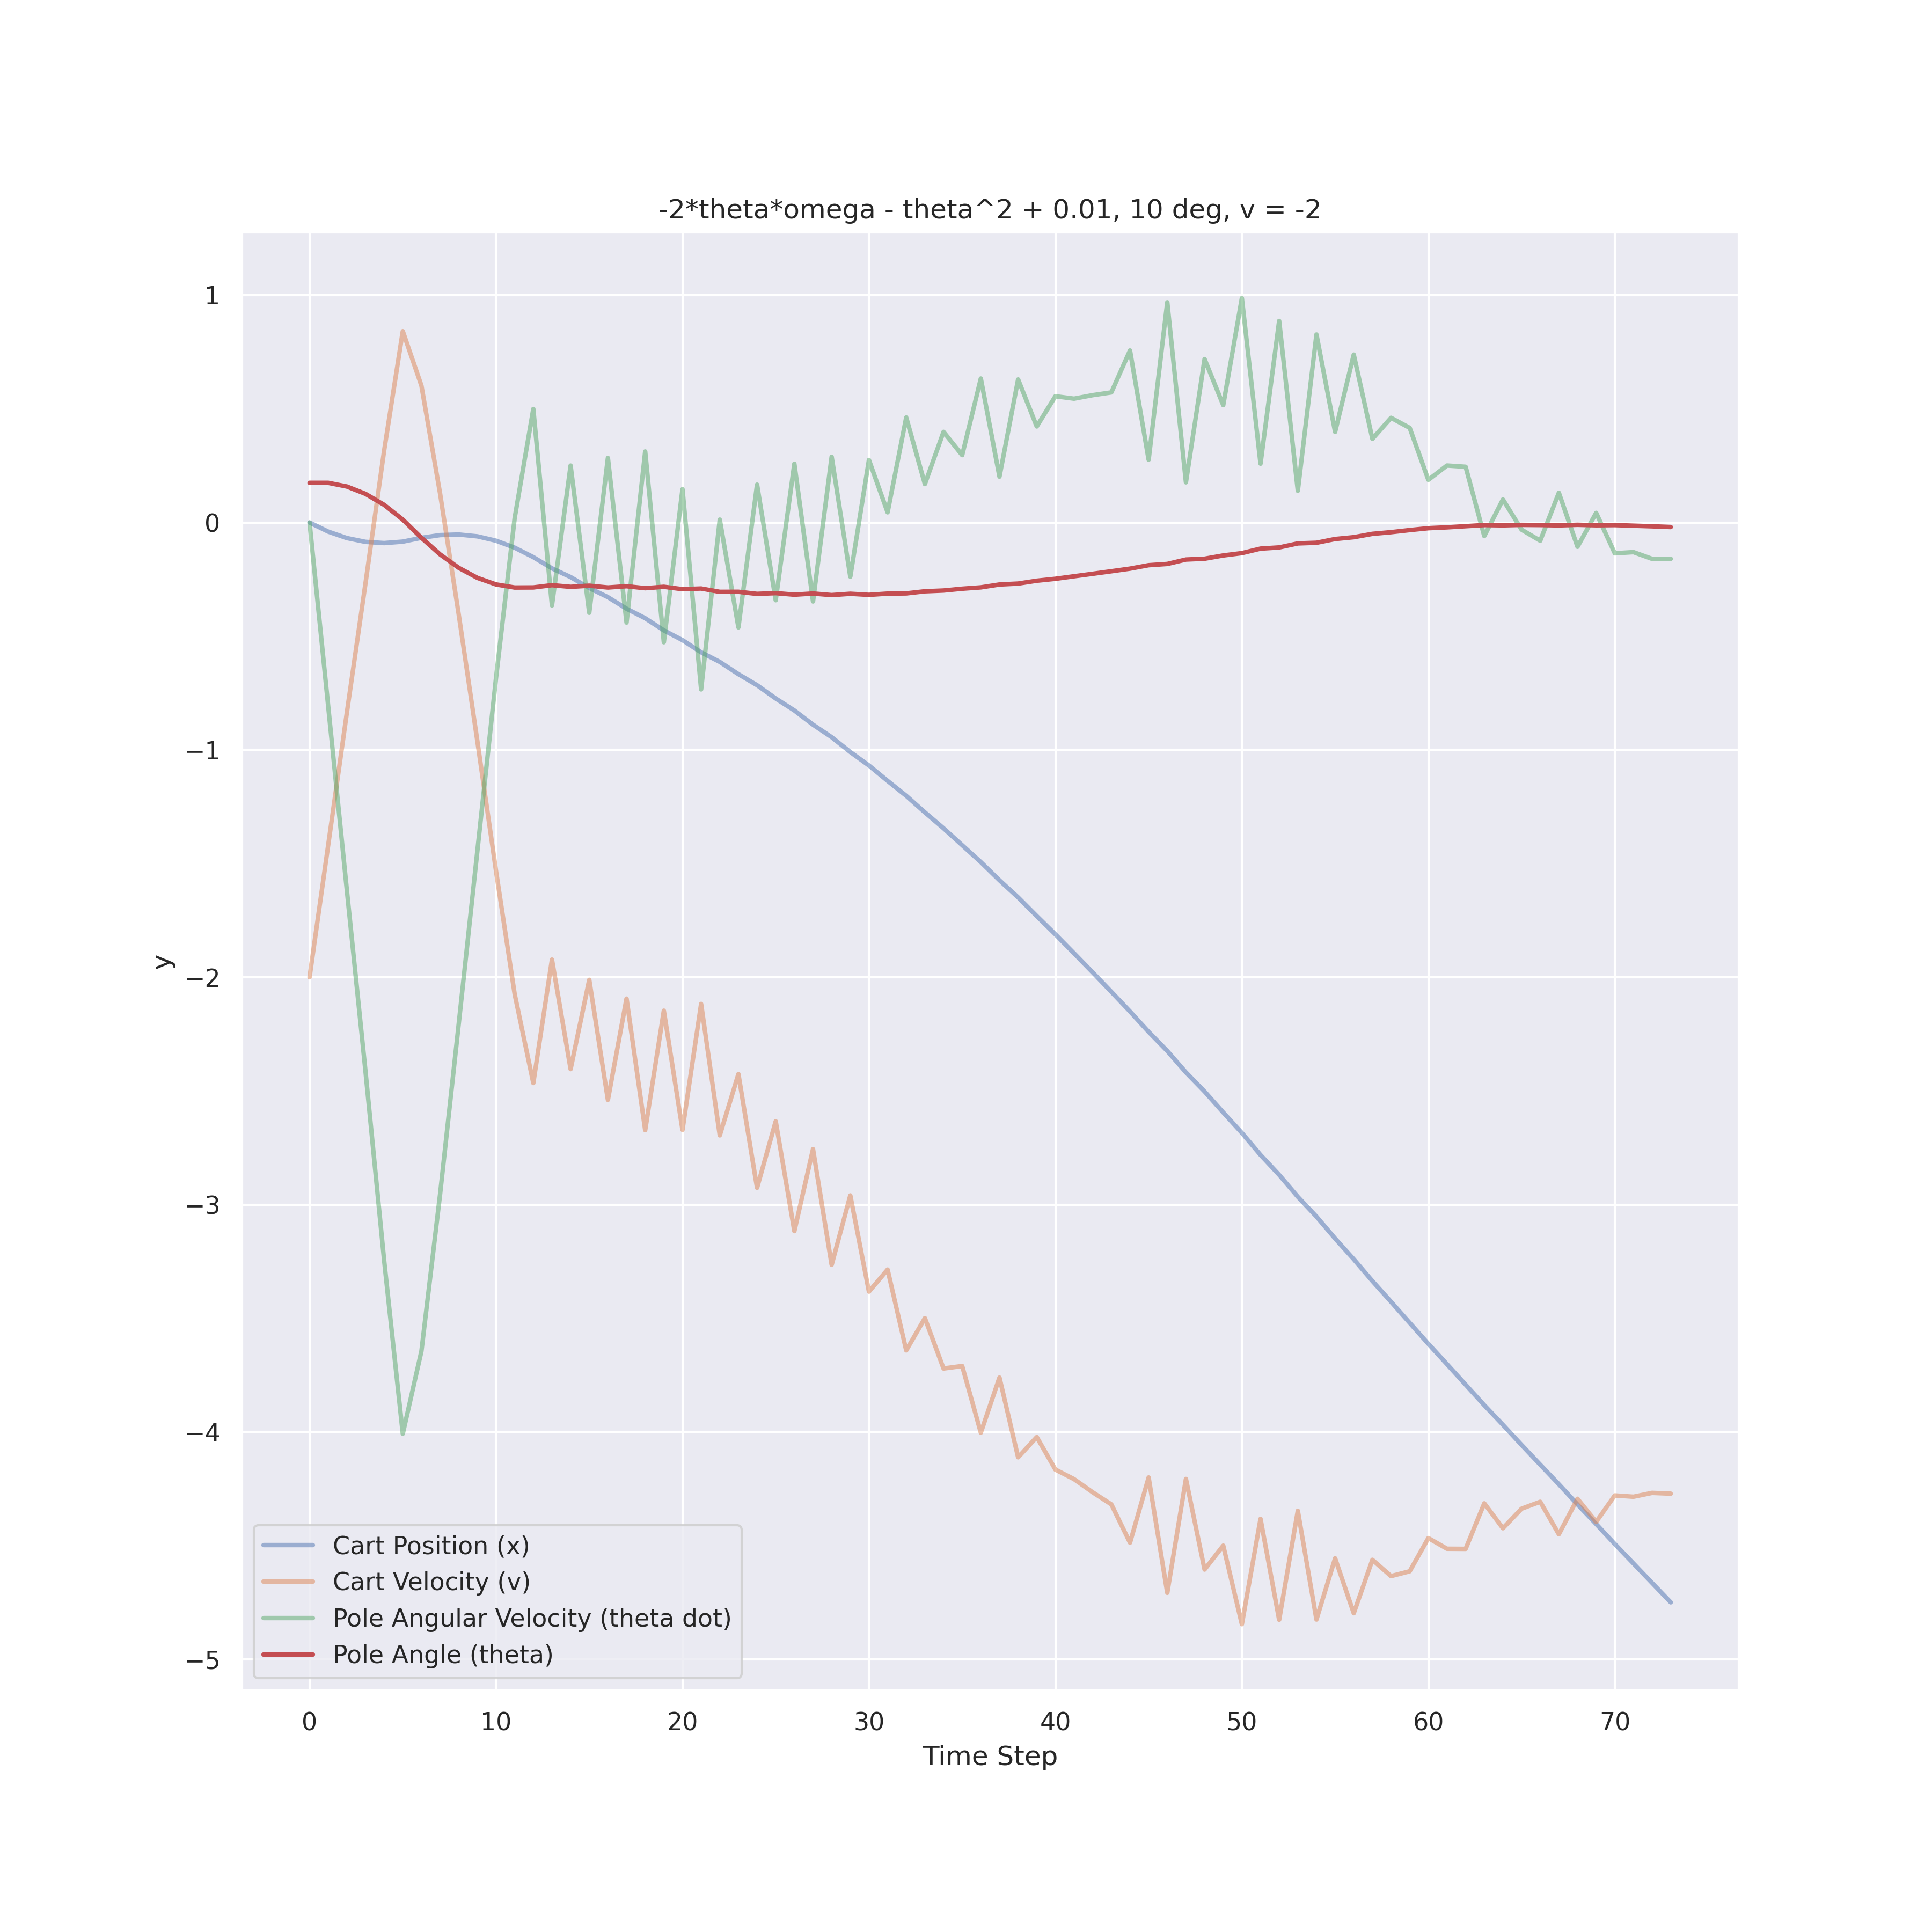 -2*theta*omega - theta^2 + 0.01, 10 deg, v = -2
1
0
−1
−2
−3
−4
−5
y
Cart Position (x)
Cart Velocity (v)
Pole Angular Velocity (theta dot)
Pole Angle (theta)
0 10 20 30 40 50 60 70
Time Step